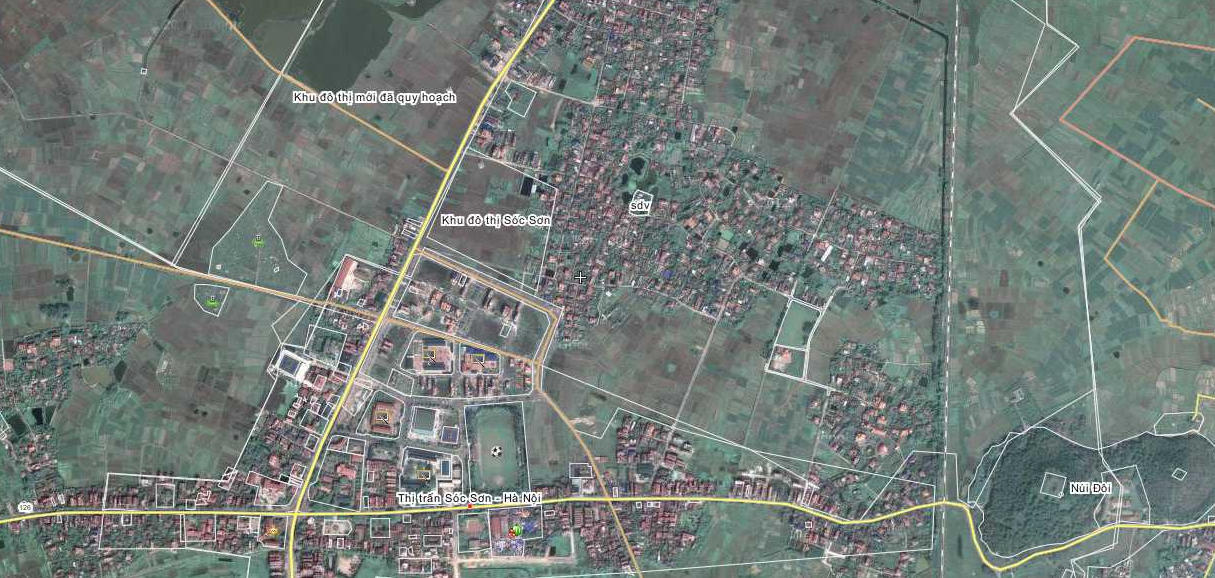 Khu đô thị mới đã quy hoạch
sdv
Khu đô thị Sóc Sơn
Núi Đôi
Thị trấn Sóc Sơn - Hà Nội
126